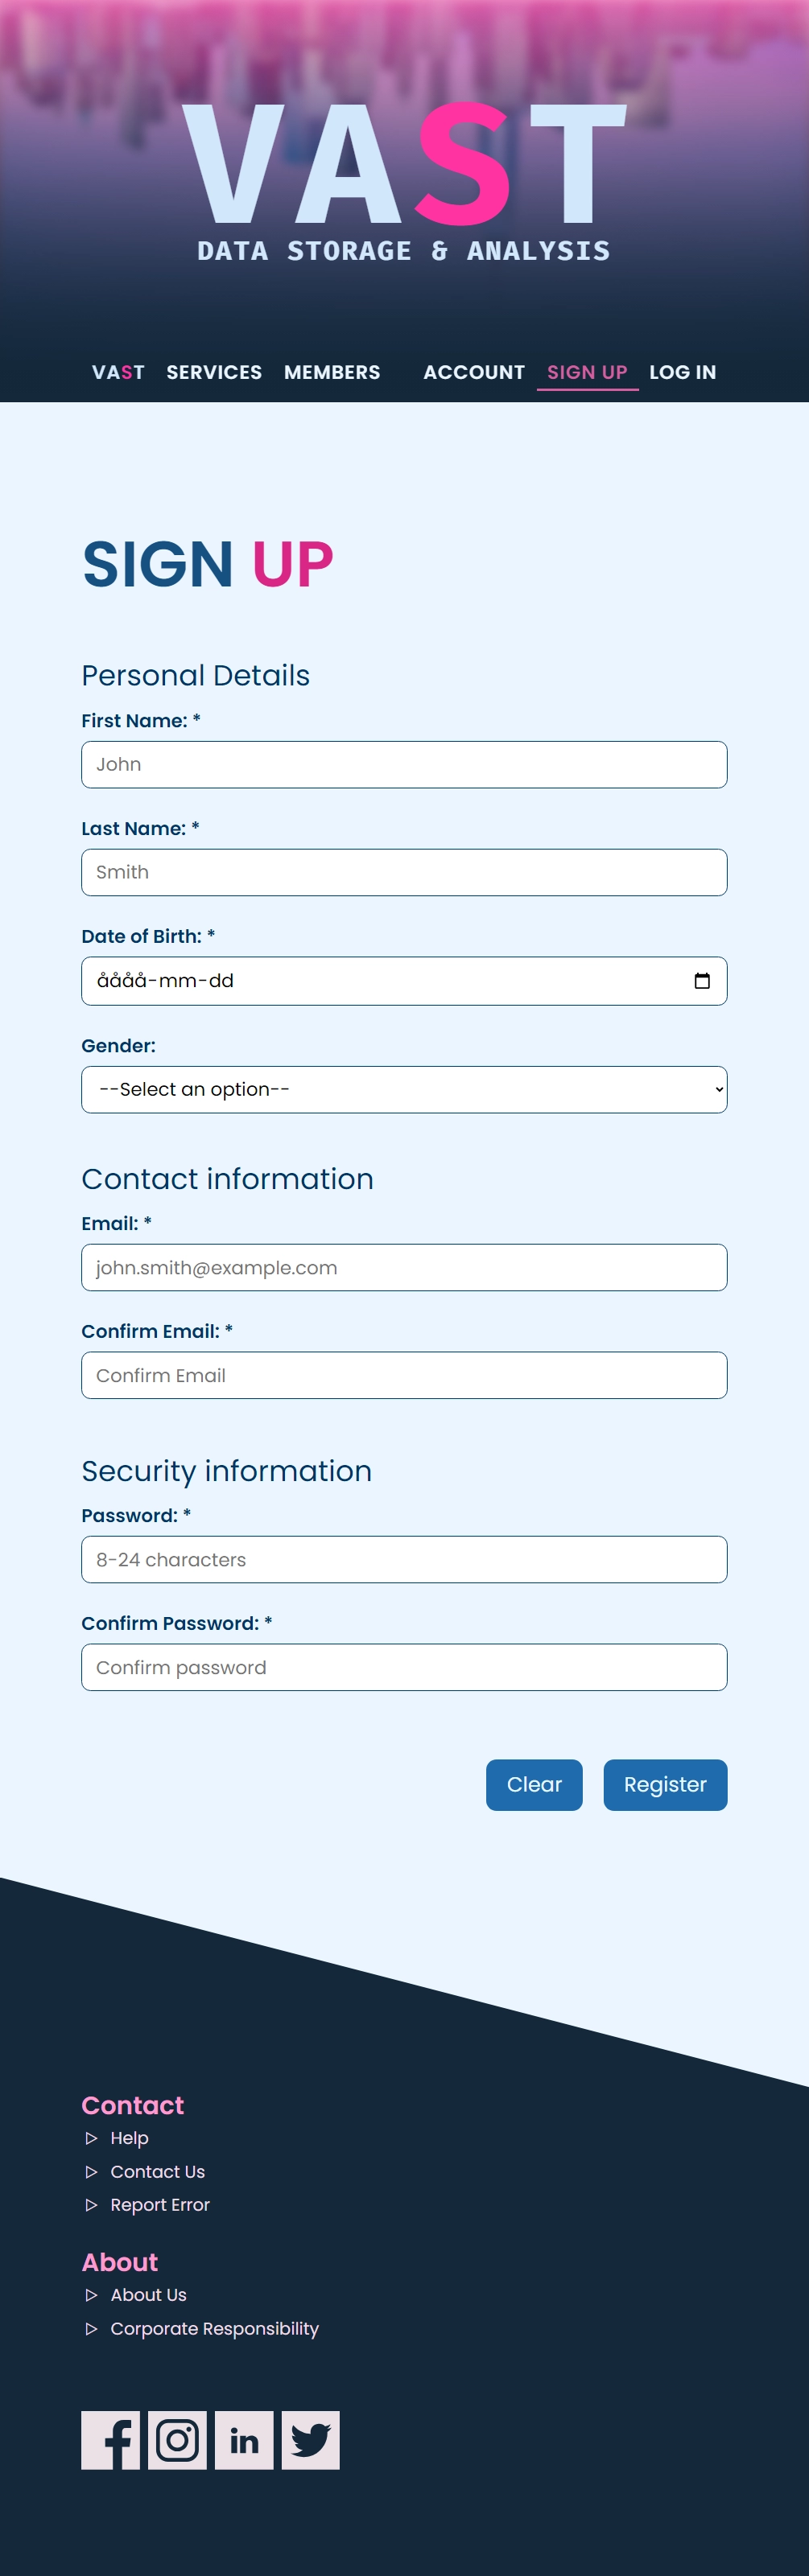 VAST
DATA STORAGE & ANALYSIS
VAST SERVICES MEMBERS ACCOUNT SIGN UP LOG IN
SIGN UP
Personal Details
First Name: *
John
Last Name: *
Smith
Date of Birth: *
åååå-mm-dd
Gender:
--Select an option--
Contact information
Email: *
john.smith@example.com
Confirm Email: *
Confirm Email
Security information
Password: *
8-24 characters
Confirm Password: *
Confirm password
Clear Register
Contact
Help
Contact Us
Report Error
About
About Us
Corporate Responsibility
f in